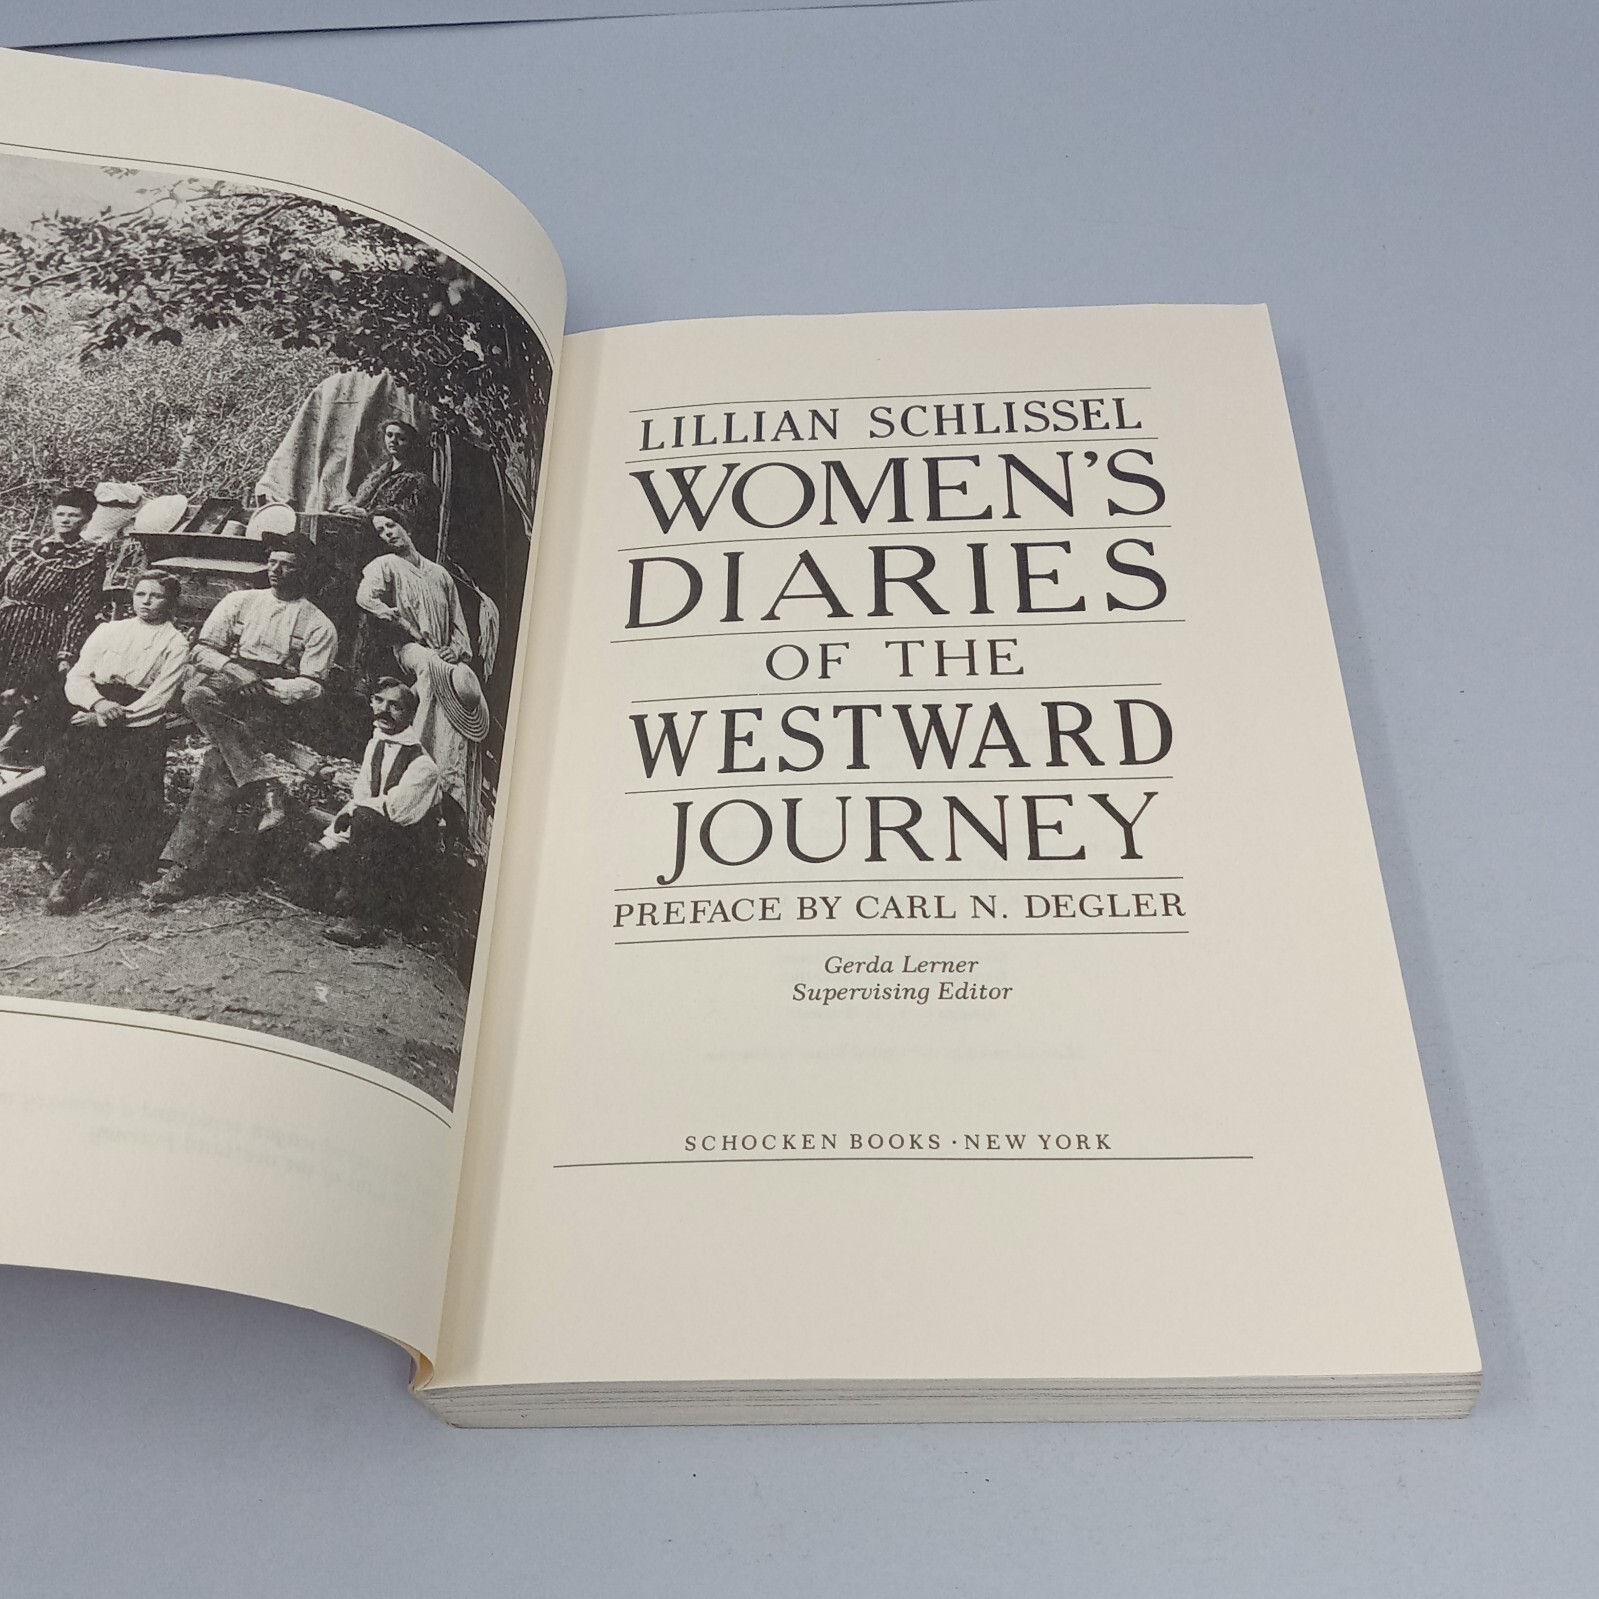 LILLIAN SCHLISSEL
WOMEN'S
DIARIES
OF THE
WESTWARD
JOURNEY
PREFACE BY CARL N. DEGLER
Gerda Lerner
Supervising Editor
SCHOCKEN BOOKS · NEW YORK